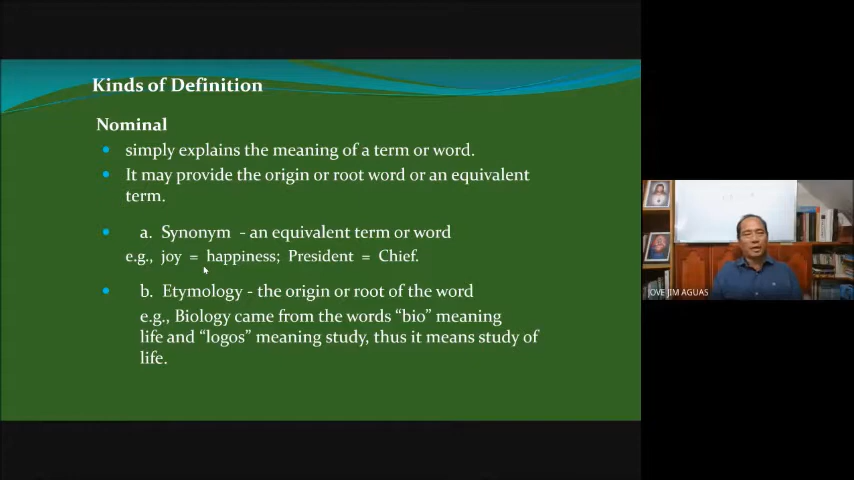 Kinds of Definition
Nominal
simply explains the meaning of a term or word.
It may provide the origin or root word or an equivalent
term.
a. Synonym - an equivalent term or word
e.g., joy = happiness; President = Chief.
b. Etymology - the origin or root of the word
e.g., Biology came from the words “bio” meaning
life and “logos” meaning study, thus it means study of
life.
JOVE JIM AGUAS